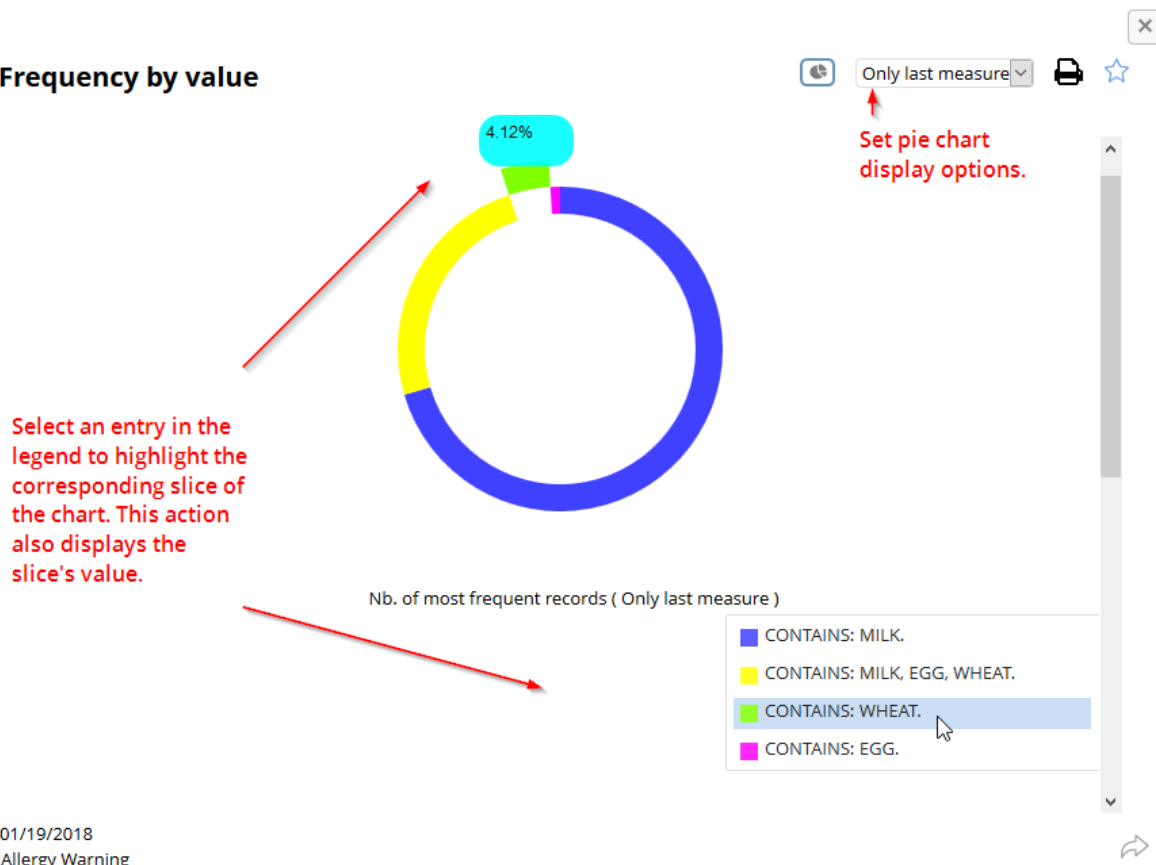 Frequency by value
Only last measure
Set pie chart
display options.
4.12%
Select an entry in the
legend to highlight the
corresponding slice of
the chart. This action
also displays the
slice's value.
Nb. of most frequent records ( Only last measure )
CONTAINS: MILK.
CONTAINS: MILK, EGG, WHEAT.
CONTAINS: WHEAT.
CONTAINS: EGG.
01/19/2018
Allergy Warning